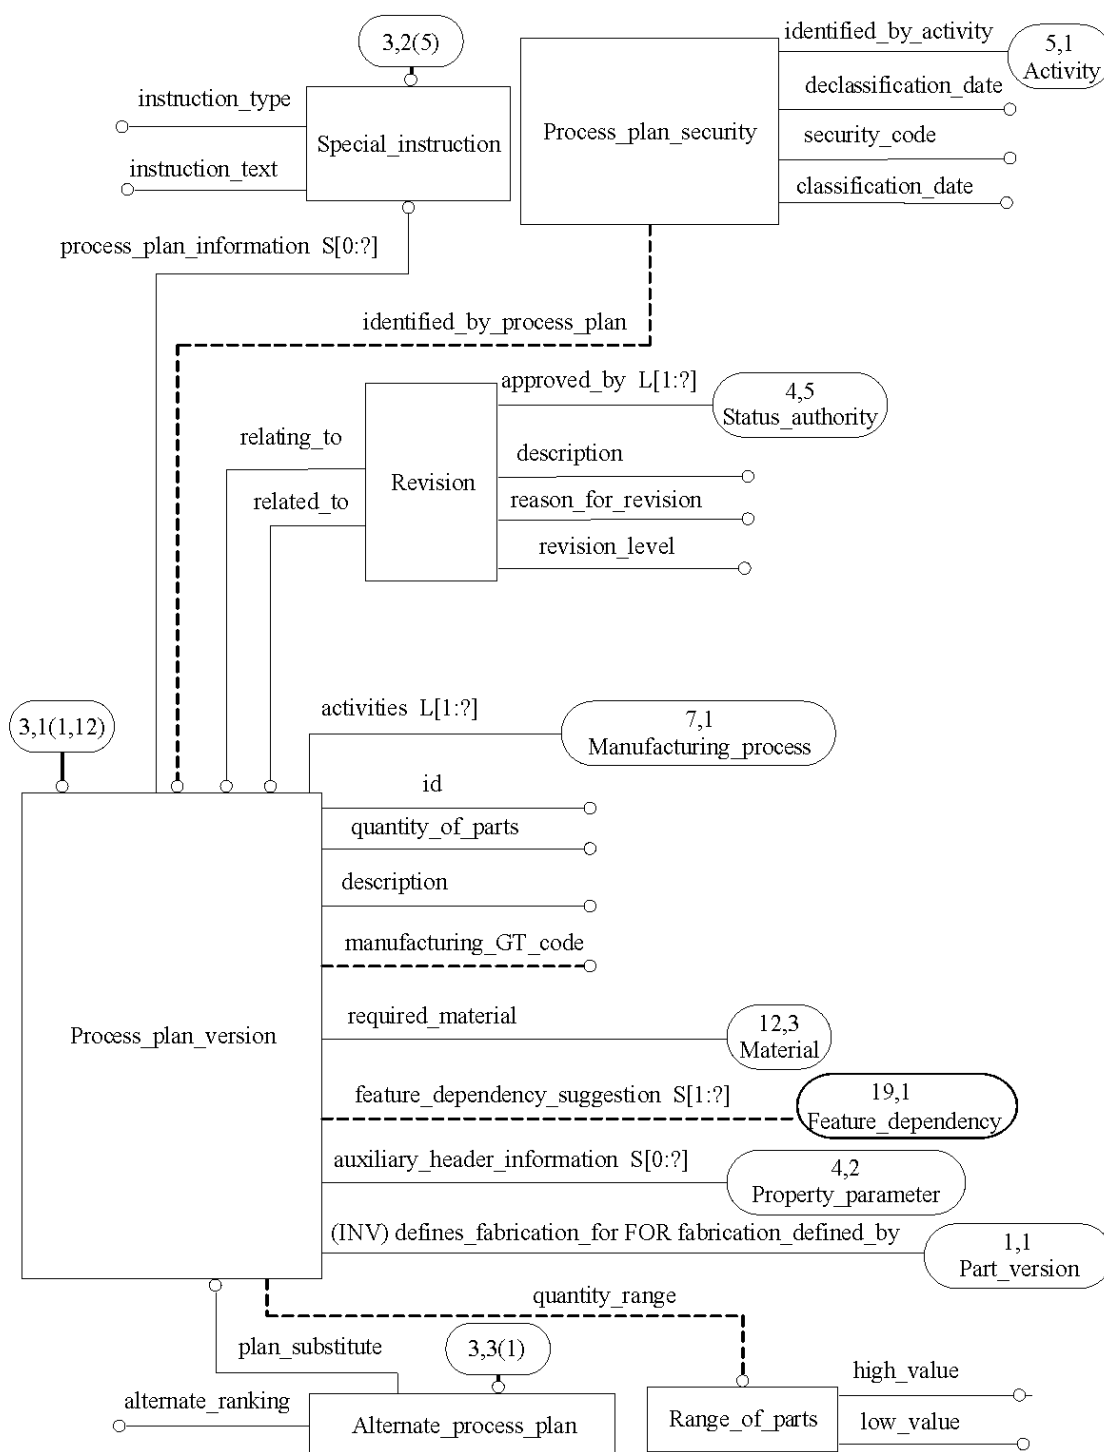 3,2(5)
identified_by_activity
5,1
Activity
instruction_type
declassification_date
Special_instruction
Process_plan_security
security_code
instruction_text
classification_date
process_plan_information S[0:?]
identified_by_process_plan
approved_by L[1:?]
4,5
Status_authority
relating_to
description
Revision
related_to
reason_for_revision
revision_level
3,1(1,12)
activities L[1:?]
7,1
Manufacturing_process
id
quantity_of_parts
description
manufacturing_GT_code
Process_plan_version
required_material
12,3
Material
feature_dependency_suggestion S[1:?]
19,1
Feature_dependency
auxiliary_header_information S[0:?]
4,2
Property_parameter
(INV) defines_fabrication_for FOR fabrication_defined_by
1,1
Part_version
quantity_range
plan_substitute
3,3(1)
alternate_ranking
Alternate_process_plan
high_value
Range_of_parts
low_value